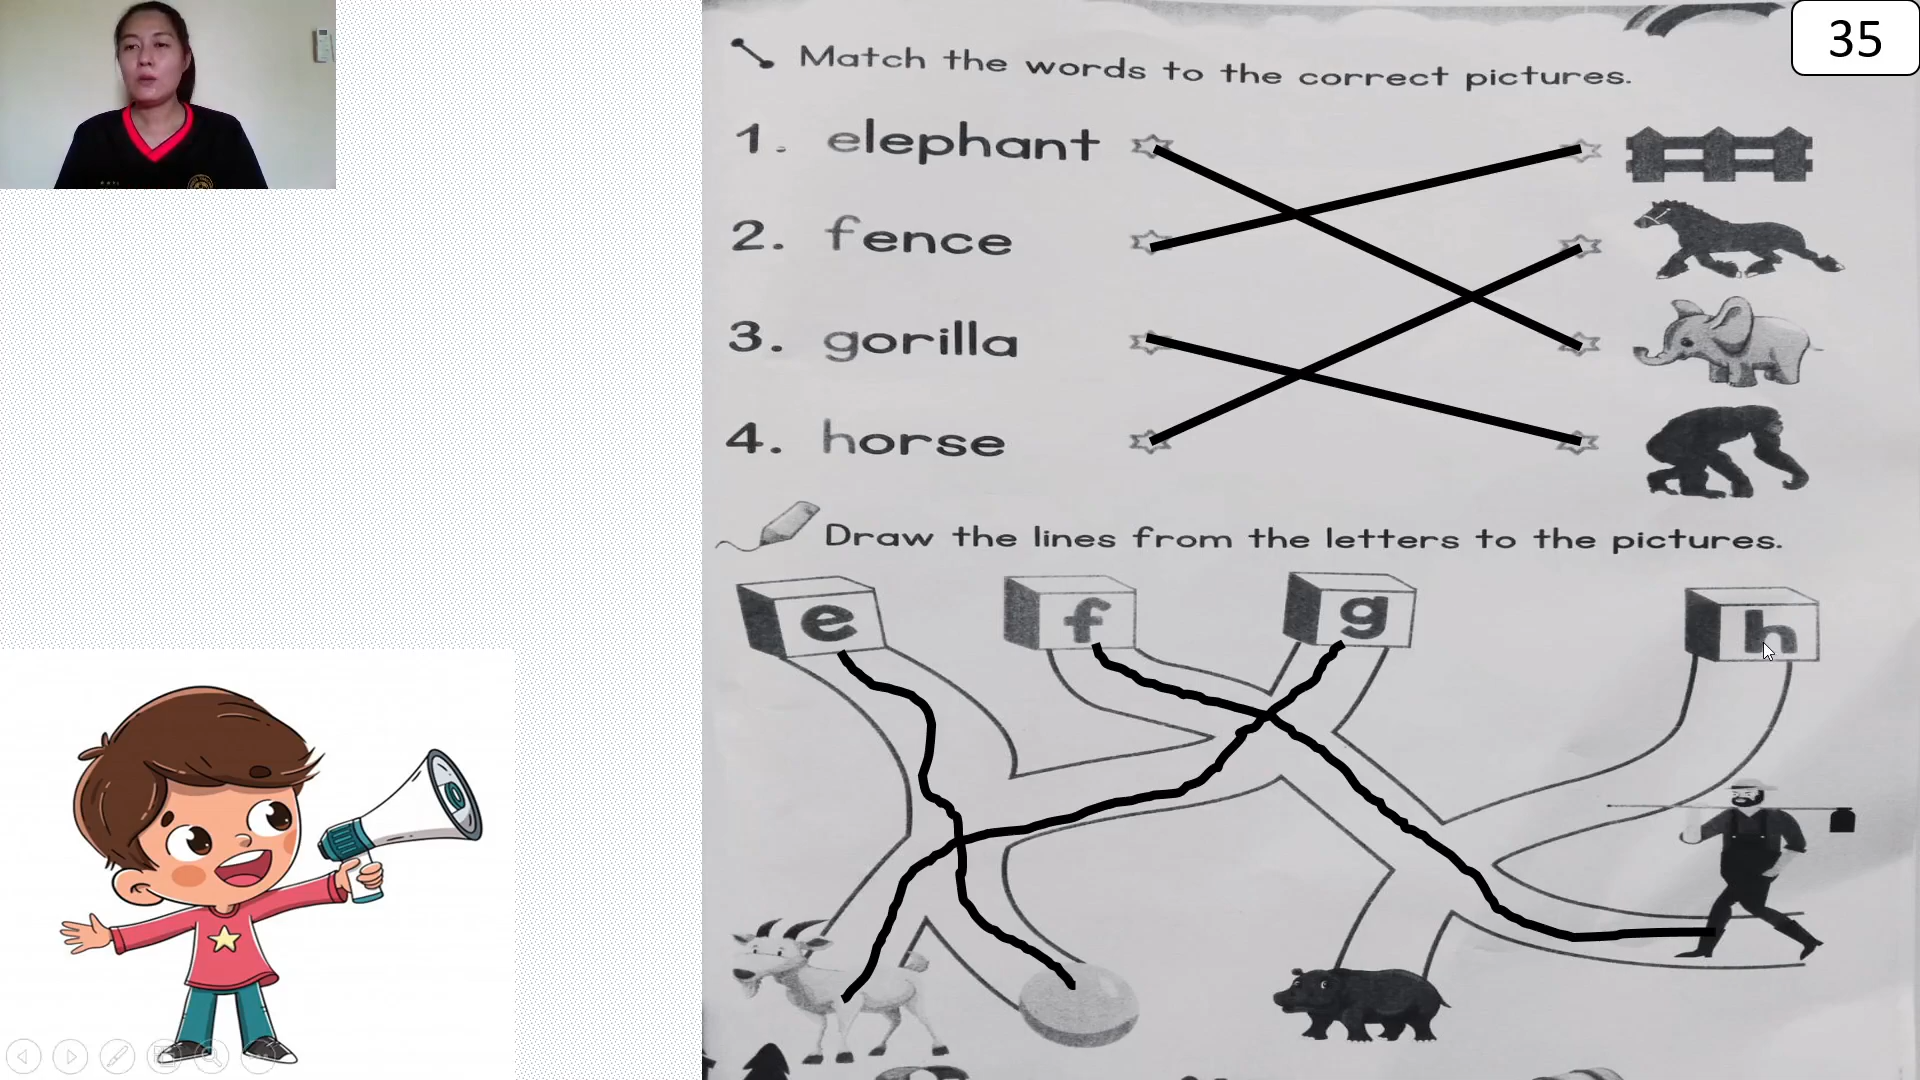 35
Match the words to the correct pictures.
1. elephant
2. fence
3. gorilla
4. horse
Draw the lines from the letters to the pictures.
e f g h